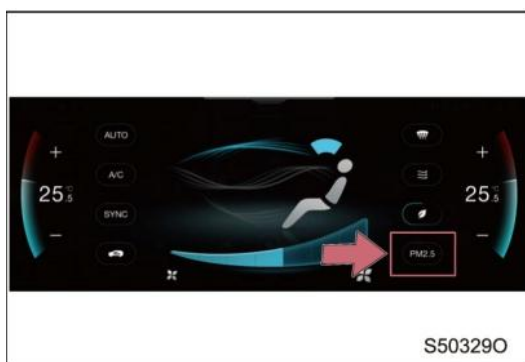 AUTO
A/C
SYNC
PM2.5
+
25.5°C
−
+
25.5°C
−
S50329O